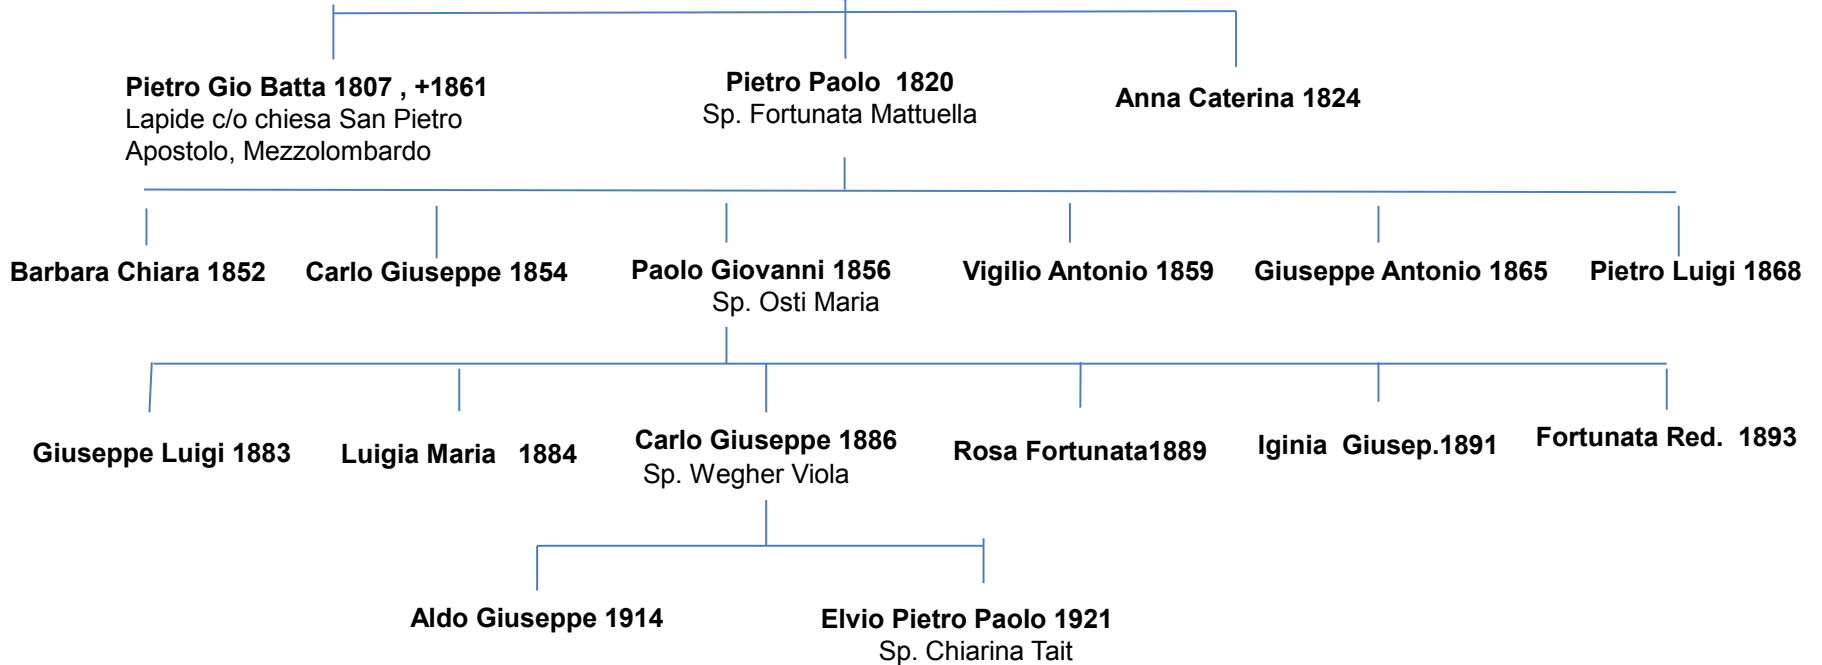 Pietro Gio Batta 1807 , +1861
Lapide c/o chiesa San Pietro
Apostolo, Mezzolombardo
Pietro Paolo 1820
Sp. Fortunata Mattuella
Anna Caterina 1824
Barbara Chiara 1852
Carlo Giuseppe 1854
Paolo Giovanni 1856
Sp. Osti Maria
Vigilio Antonio 1859
Giuseppe Antonio 1865
Pietro Luigi 1868
Giuseppe Luigi 1883
Luigia Maria 1884
Carlo Giuseppe 1886
Sp. Wegher Viola
Rosa Fortunata1889
Iginia Giusep.1891
Fortunata Red. 1893
Aldo Giuseppe 1914
Elvio Pietro Paolo 1921
Sp. Chiarina Tait